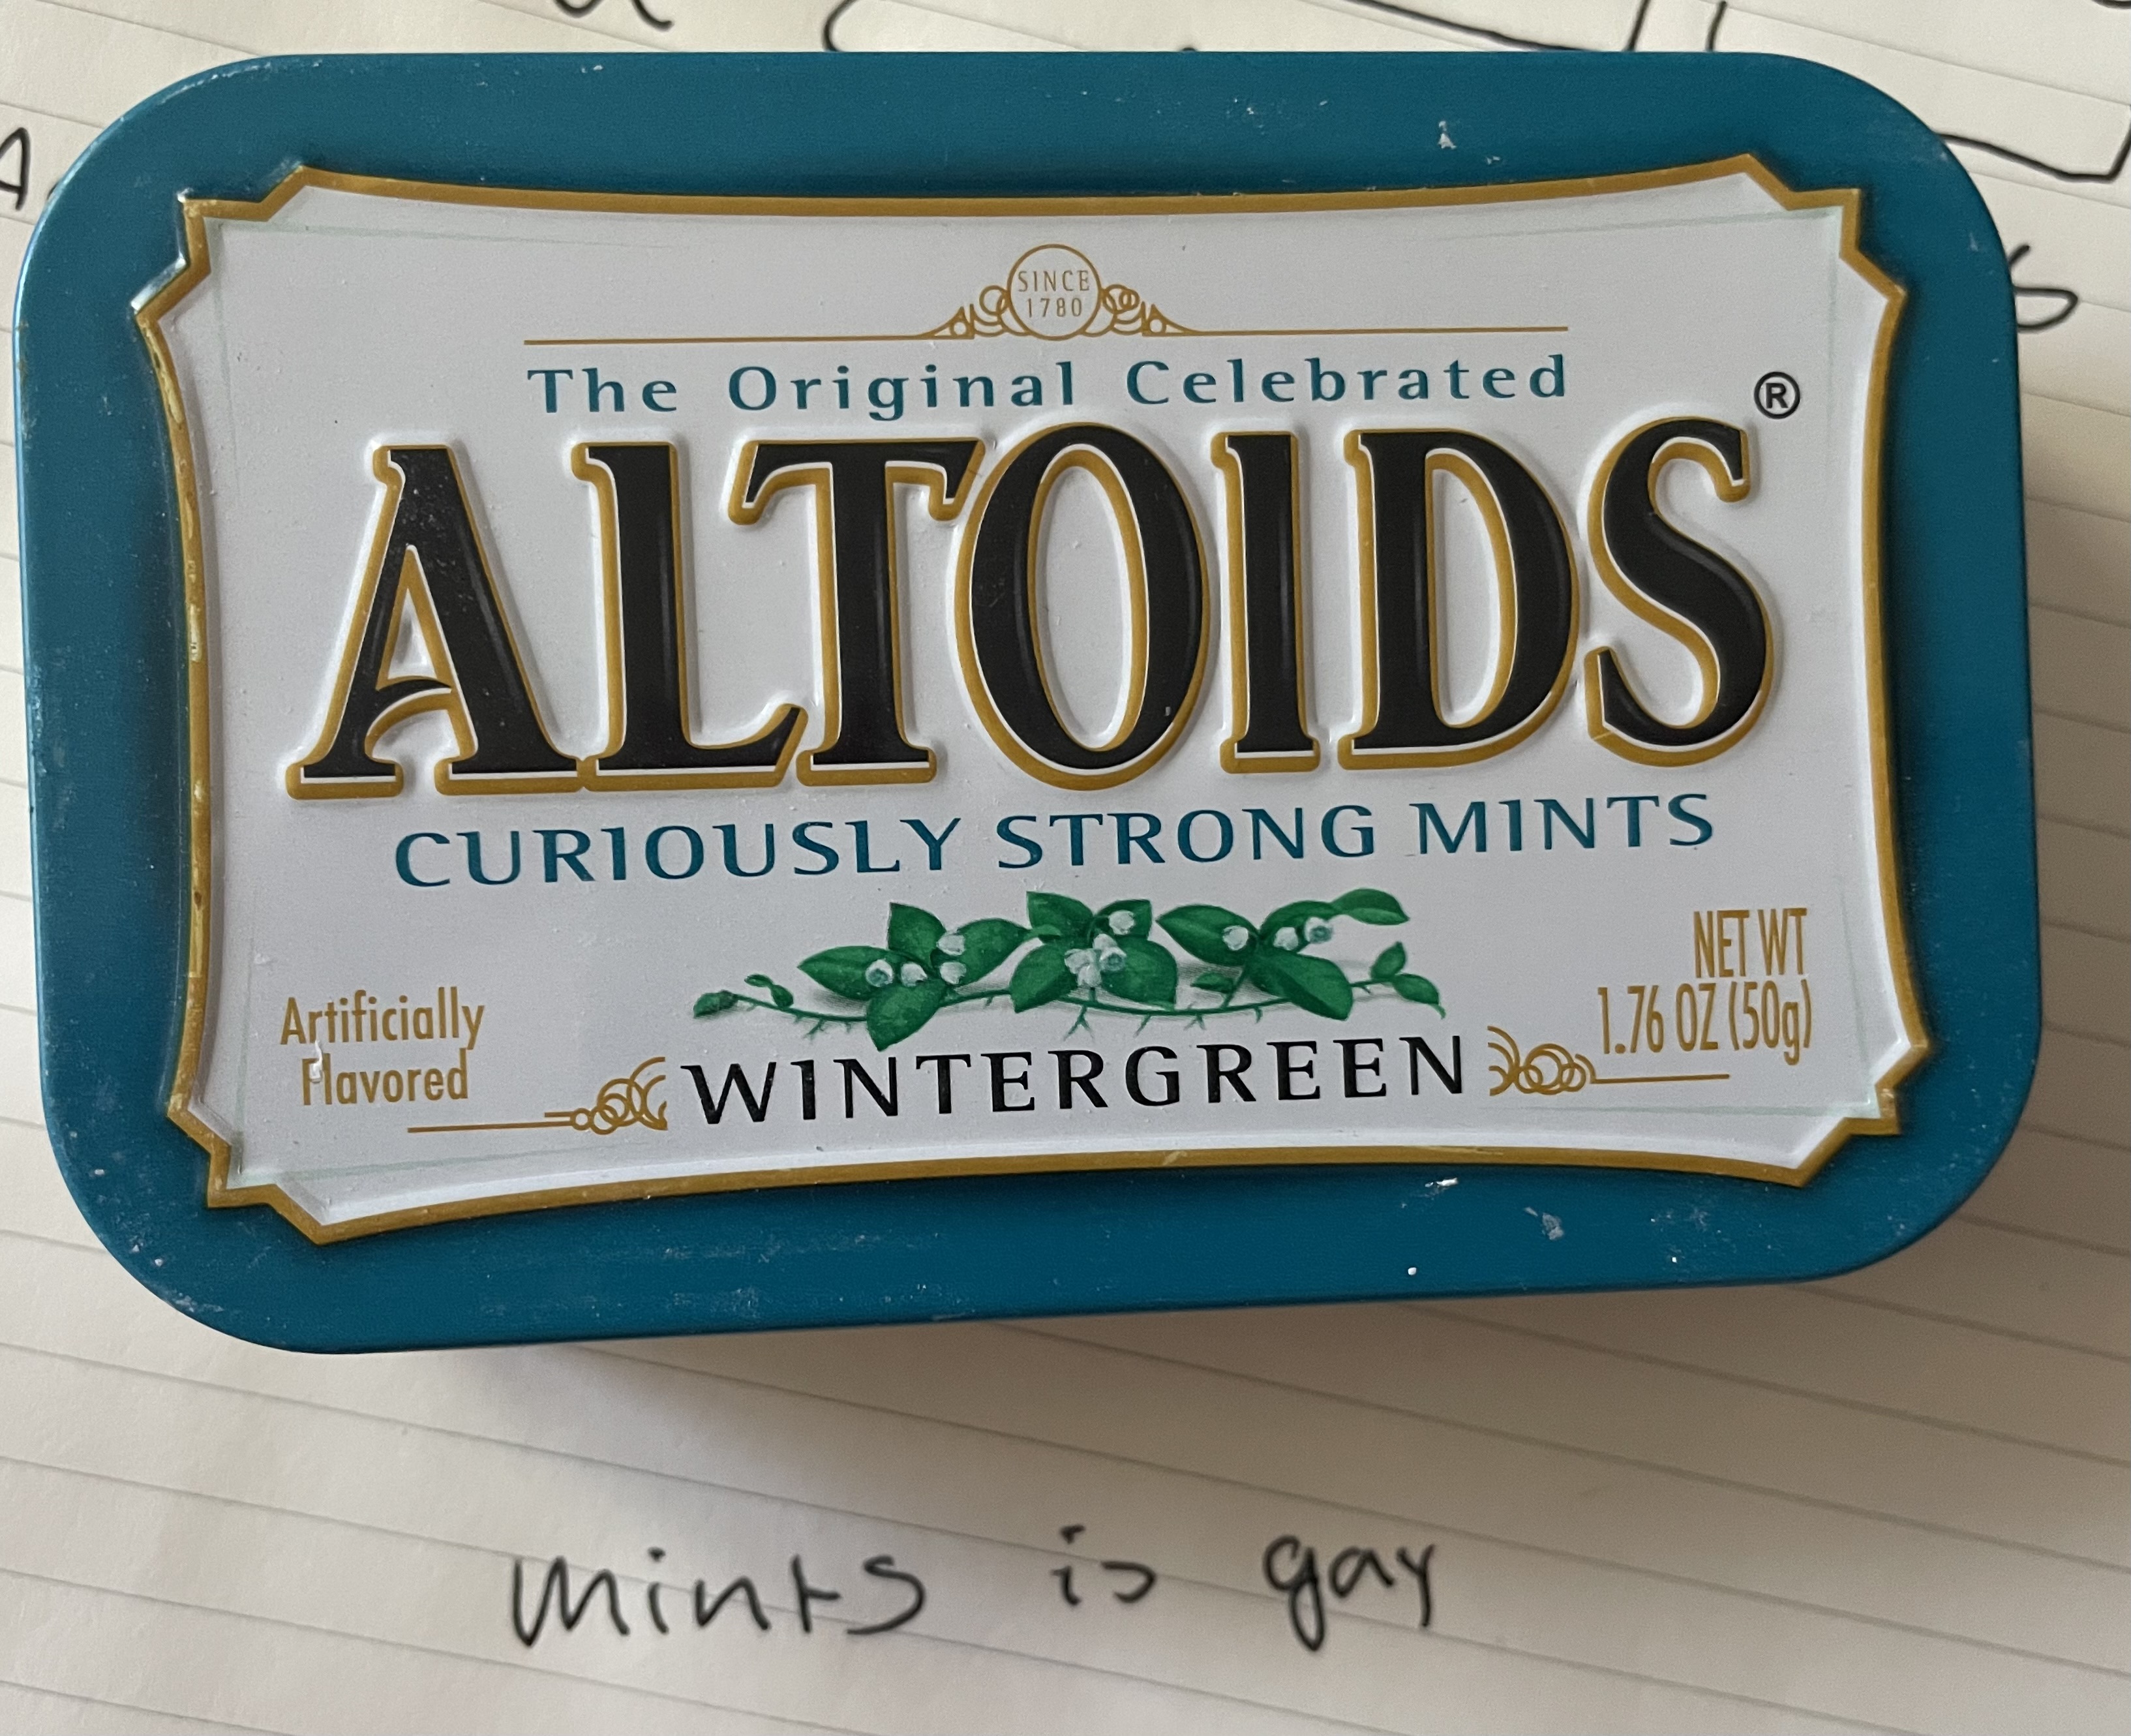 SINCE
1780
The Original Celebrated
ALTOIDS®
CURIOUSLY STRONG MINTS
Artificially
Flavored
WINTERGREEN
NET WT
1.76 OZ (50g)
mints is gay